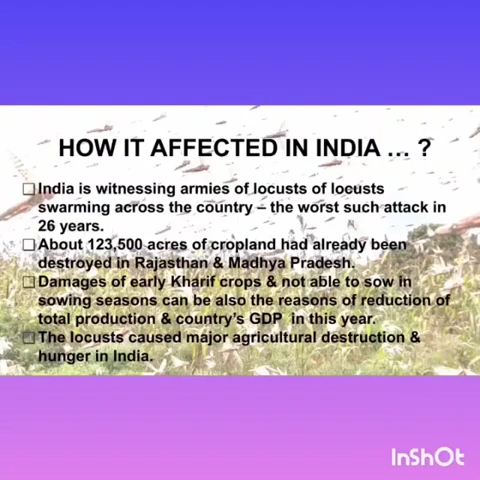 HOW IT AFFECTED IN INDIA ... ?
India is witnessing armies of locusts of locusts
swarming across the country – the worst such attack in
26 years.
About 123,500 acres of cropland had already been
destroyed in Rajasthan & Madhya Pradesh.
Damages of early Kharif crops & not able to sow in
sowing seasons can be also the reasons of reduction of
total production & country's GDP in this year.
The locusts caused major agricultural destruction &
hunger in India.
InShOt